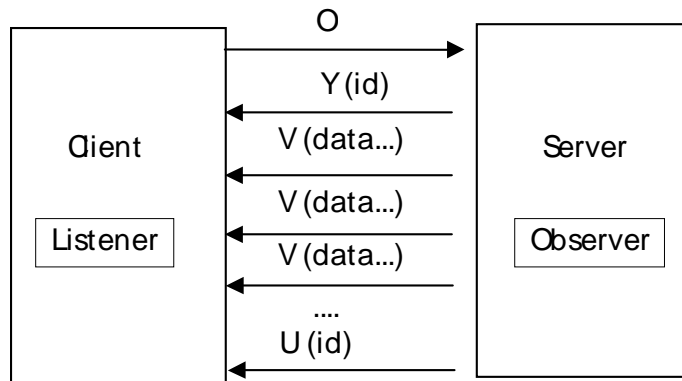 O
Y(id)
Client
V(data...)
Server
V(data...)
Listener
Observer
V(data...)
....
U(id)